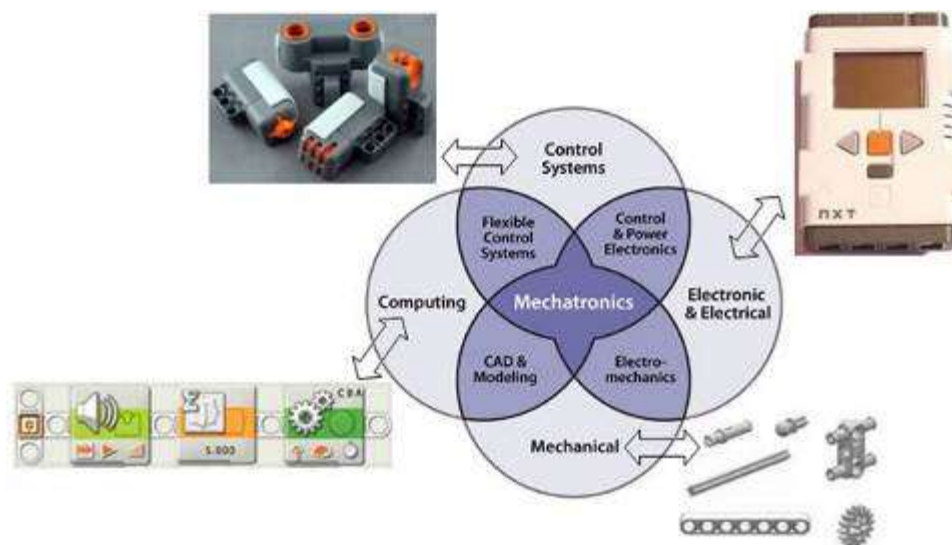 Control
Systems
Flexible
Control
Systems
Control
& Power
Electronics
nxt
Computing
Mechatronics
Electronic
& Electrical
CAD &
Modeling
Electro-
mechanics
C B A
5.000
Mechanical